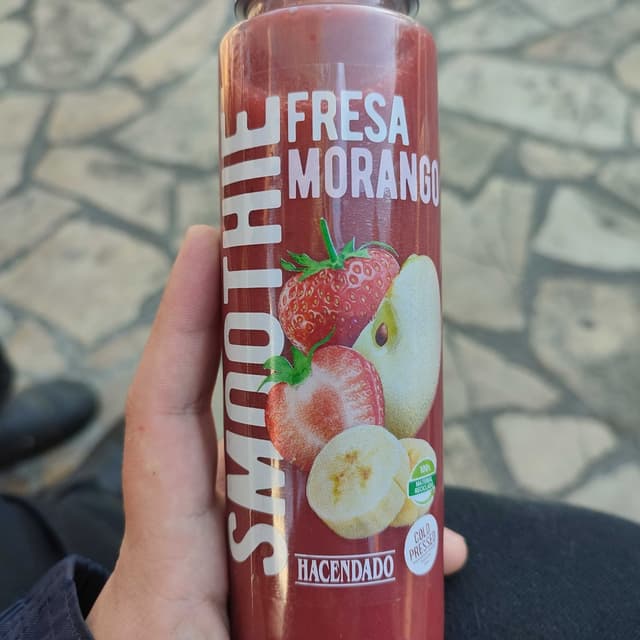 SMOOTHIE
FRESA
MORANGO
COLD
PRESSED
HACENDADO